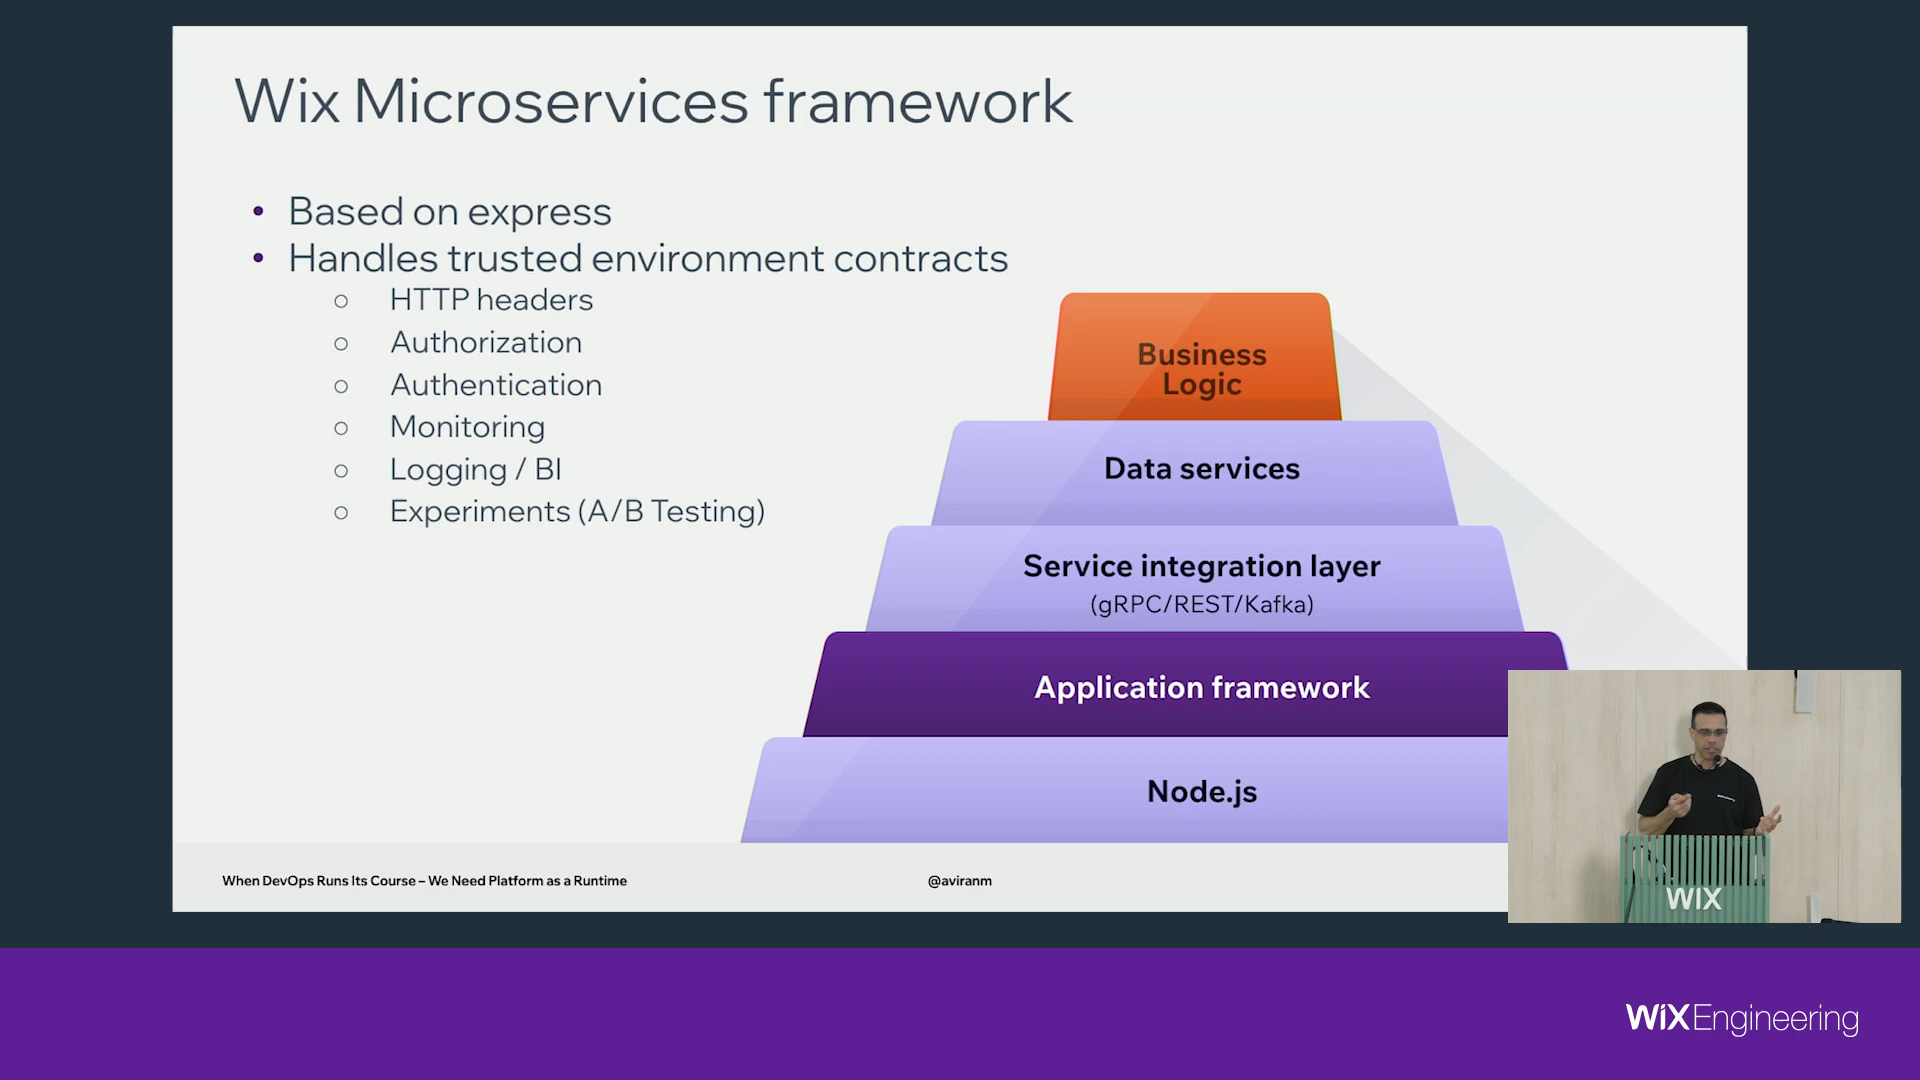 Wix Microservices framework
• Based on express
• Handles trusted environment contracts
○ HTTP headers
○ Authorization
○ Authentication
○ Monitoring
○ Logging / BI
○ Experiments (A/B Testing)
Business
Logic
Data services
Service integration layer
(gRPC/REST/Kafka)
Application framework
Node.js
When DevOps Runs Its Course – We Need Platform as a Runtime
@aviranm
WIX
WiX Engineering